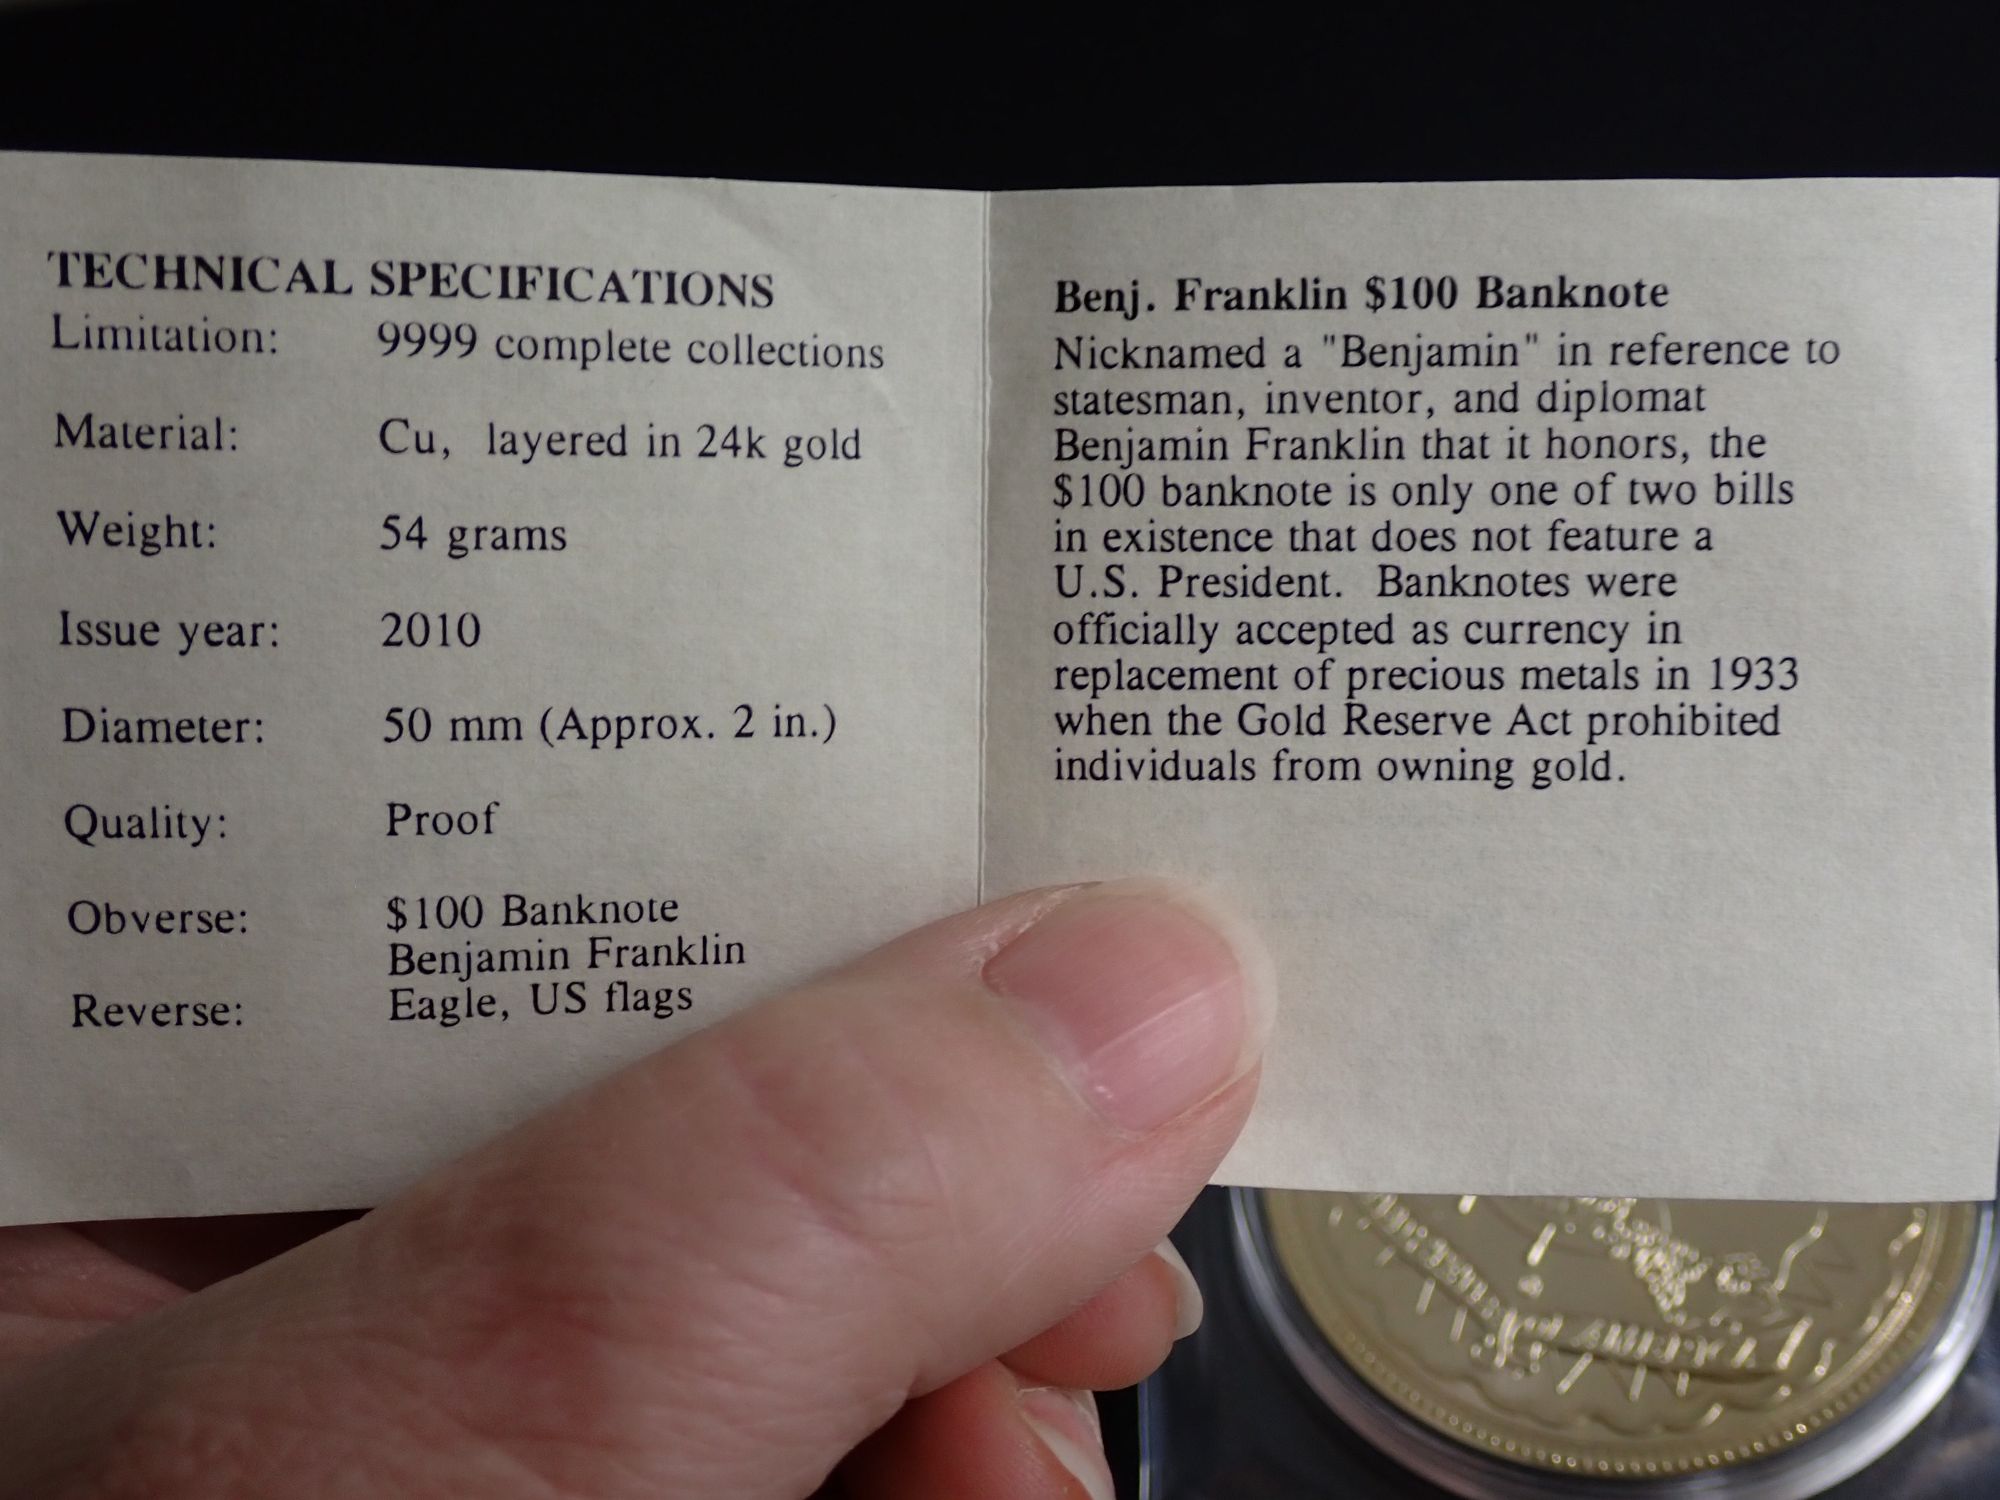 TECHNICAL SPECIFICATIONS
Limitation: 9999 complete collections
Material: Cu, layered in 24k gold
Weight: 54 grams
Issue year: 2010
Diameter: 50 mm (Approx. 2 in.)
Quality: Proof
Obverse: $100 Banknote
Benjamin Franklin
Reverse: Eagle, US flags
Benj. Franklin $100 Banknote
Nicknamed a "Benjamin" in reference to
statesman, inventor, and diplomat
Benjamin Franklin that it honors, the
$100 banknote is only one of two bills
in existence that does not feature a
U.S. President. Banknotes were
officially accepted as currency in
replacement of precious metals in 1933
when the Gold Reserve Act prohibited
individuals from owning gold.